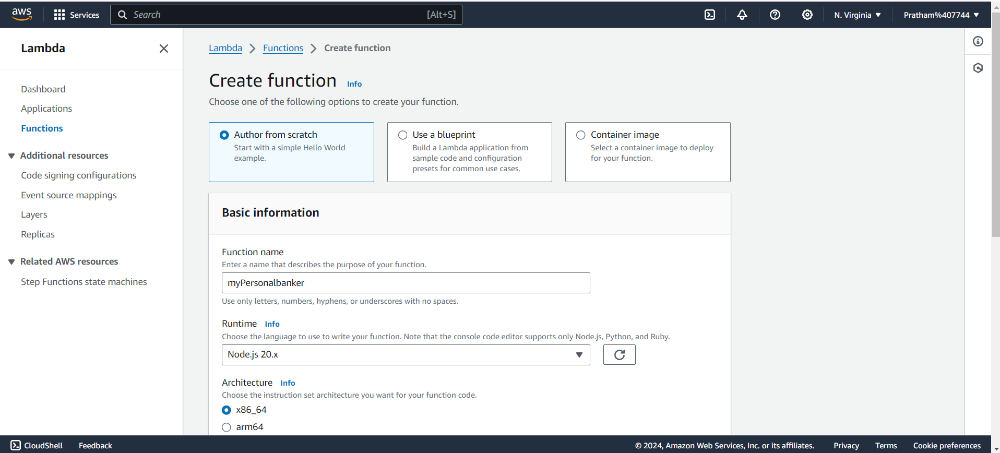 aws
Services
Search
[Alt+S]
N. Virginia
Pratham%407744
Lambda
Dashboard
Applications
Functions
Additional resources
Code signing configurations
Event source mappings
Layers
Replicas
Related AWS resources
Step Functions state machines
Lambda
Functions
Create function
Create function
Info
Choose one of the following options to create your function.
Author from scratch
Start with a simple Hello World
example.
Use a blueprint
Build a Lambda application from
sample code and configuration
presets for common use cases.
Container image
Select a container image to deploy
for your function.
Basic information
Function name
Enter a name that describes the purpose of your function.
myPersonalbanker
Use only letters, numbers, hyphens, or underscores with no spaces.
Runtime
Info
Choose the language to use to write your function. Note that the console code editor supports only Node.js, Python, and Ruby.
Node.js 20.x
Architecture
Info
Choose the instruction set architecture you want for your function code.
x86_64
arm64
CloudShell
Feedback
© 2024, Amazon Web Services, Inc. or its affiliates.
Privacy
Terms
Cookie preferences